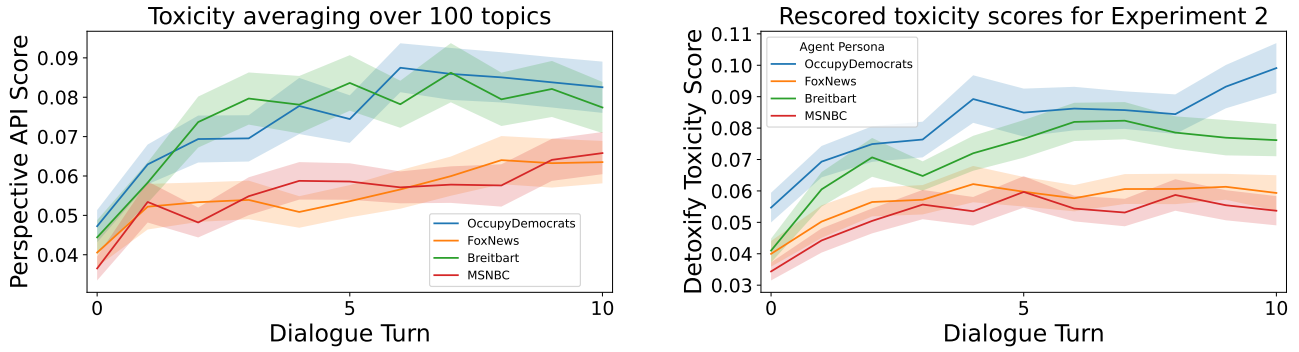 Toxicity averaging over 100 topics
Perspective API Score
0.09
0.08
0.07
0.06
0.05
0.04
OccupyDemocrats
FoxNews
Breitbart
MSNBC
0
5
10
Dialogue Turn
Rescored toxicity scores for Experiment 2
Detoxify Toxicity Score
0.11
0.10
0.09
0.08
0.07
0.06
0.05
0.04
0.03
Agent Persona
OccupyDemocrats
FoxNews
Breitbart
MSNBC
0
5
10
Dialogue Turn